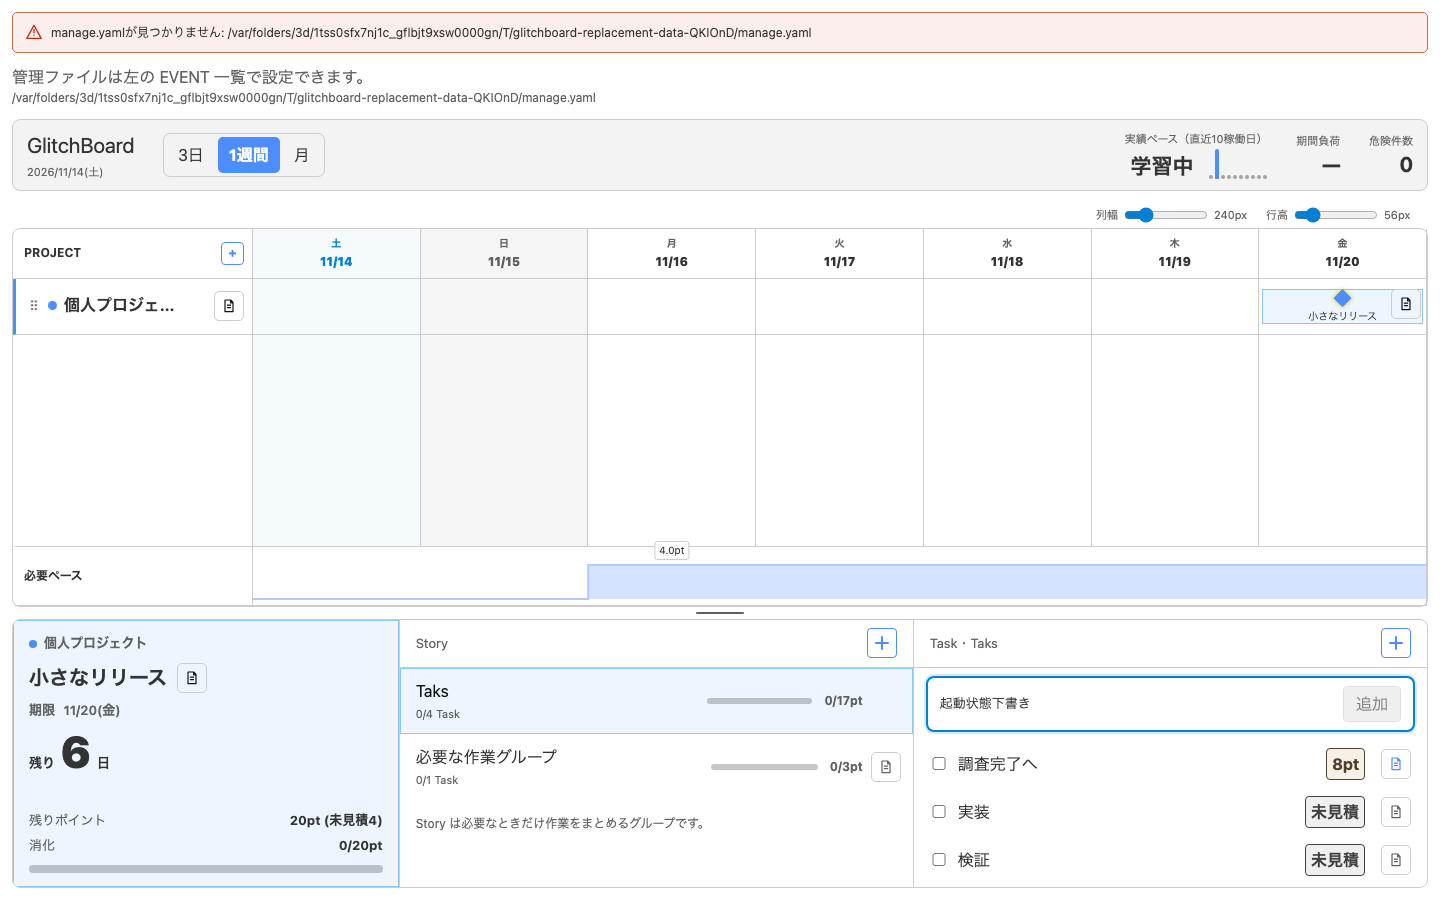 manage.yamlが見つかりません: /var/folders/3d/1tss0sfx7nj1c_gflbjt9xsw0000gn/T/glitchboard-replacement-data-QKIOnD/manage.yaml
管理ファイルは左の EVENT 一覧で設定できます。
/var/folders/3d/1tss0sfx7nj1c_gflbjt9xsw0000gn/T/glitchboard-replacement-data-QKIOnD/manage.yaml
GlitchBoard
2026/11/14(土)
3日 1週間 月
実績ペース（直近10稼働日）
学習中
期間負荷
—
危険件数
0
列幅 240px 行高 56px
PROJECT +
土 日 月 火 水 木 金
11/14 11/15 11/16 11/17 11/18 11/19 11/20
個人プロジェ...
小さなリリース
4.0pt
必要ペース
個人プロジェクト
小さなリリース
期限 11/20(金)
残り 6 日
残りポイント 20pt (未見積4)
消化 0/20pt
Story +
Taks 0/17pt
0/4 Task
必要な作業グループ 0/3pt
0/1 Task
Story は必要なときだけ作業をまとめるグループです。
Task・Taks +
起動状態下書き 追加
調査完了へ 8pt
実装 未見積
検証 未見積